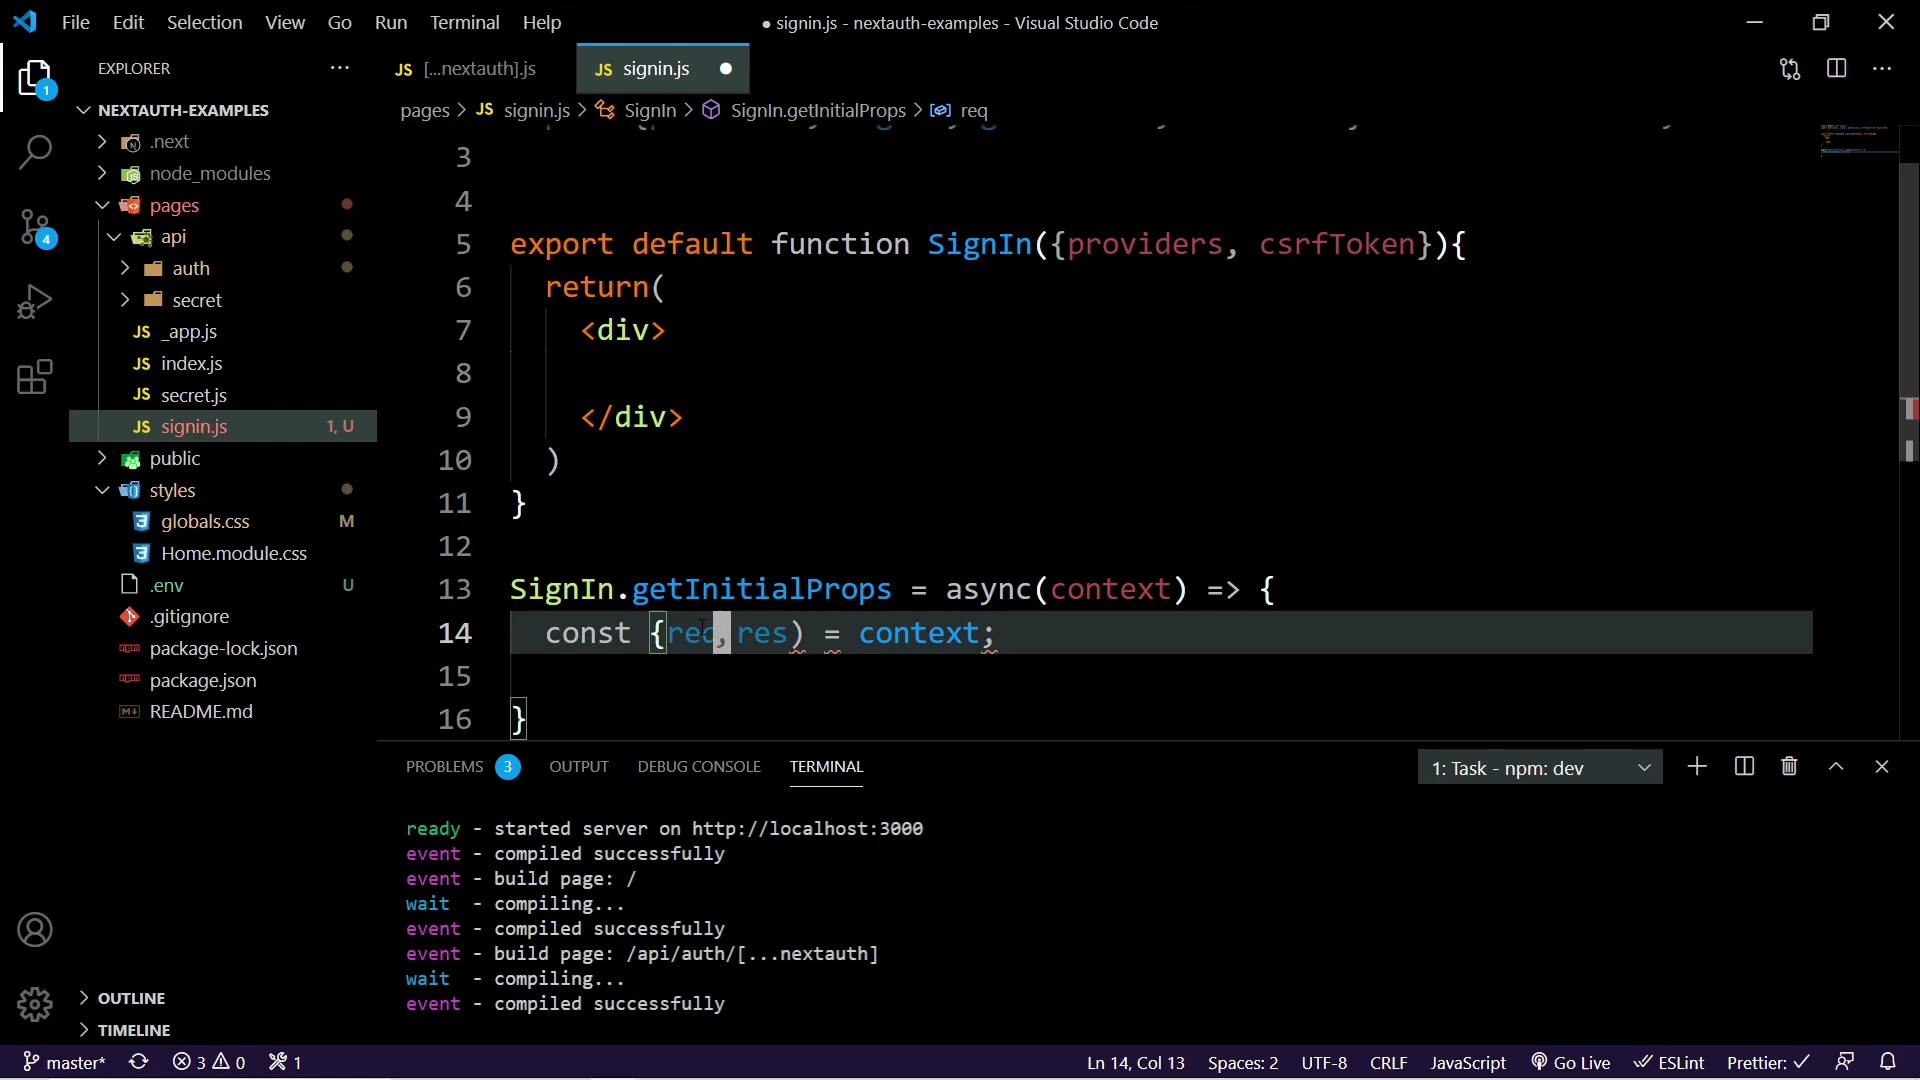 File Edit Selection View Go Run Terminal Help
● signin.js - nextauth-examples - Visual Studio Code
EXPLORER
JS [...nextauth].js
JS signin.js
NEXTAUTH-EXAMPLES
pages > JS signin.js > SignIn > SignIn.getInitialProps > req
.next
node_modules
pages
api
auth
secret
JS _app.js
JS index.js
JS secret.js
JS signin.js 1, U
public
styles
globals.css M
Home.module.css
.env U
.gitignore
package-lock.json
package.json
README.md
OUTLINE
TIMELINE
1
4
3
4
5 export default function SignIn({providers, csrfToken}){
6 return(
7 <div>
8
9 </div>
10 )
11 }
12
13 SignIn.getInitialProps = async(context) => {
14 const {req,res) = context;
15
16 }
PROBLEMS 3 OUTPUT DEBUG CONSOLE TERMINAL
1: Task - npm: dev
ready - started server on http://localhost:3000
event - compiled successfully
event - build page: /
wait - compiling...
event - compiled successfully
event - build page: /api/auth/[...nextauth]
wait - compiling...
event - compiled successfully
master* 3 0 1 Ln 14, Col 13 Spaces: 2 UTF-8 CRLF JavaScript Go Live ESLint Prettier: ✓